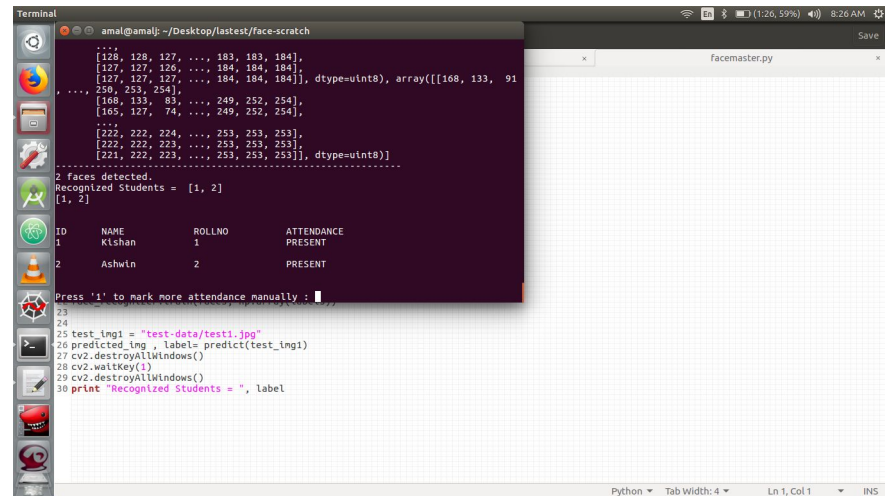 Terminal
En (1:26, 59%) 8:26 AM
amal@amalj: ~/Desktop/lastest/face-scratch
Save
facemaster.py ×
...,
[128, 128, 127, ..., 183, 183, 184],
[127, 127, 126, ..., 184, 184, 184],
[127, 127, 127, ..., 184, 184, 184]], dtype=uint8), array([[168, 133, 91
, ..., 250, 253, 254],
[168, 133, 83, ..., 249, 252, 254],
[165, 127, 74, ..., 249, 252, 254],
...,
[222, 222, 224, ..., 253, 253, 253],
[222, 222, 223, ..., 253, 253, 253],
[221, 222, 223, ..., 253, 253, 253]], dtype=uint8)]
------------------------------------------------------------
2 faces detected.
Recognized Students = [1, 2]
[1, 2]
ID NAME ROLLNO ATTENDANCE
1 Kishan 1 PRESENT
2 Ashwin 2 PRESENT
Press '1' to mark more attendance manually :
23
24
25 test_img1 = "test-data/test1.jpg"
26 predicted_img , label= predict(test_img1)
27 cv2.destroyAllWindows()
28 cv2.waitKey(1)
29 cv2.destroyAllWindows()
30 print "Recognized Students = ", label
Python Tab Width: 4 Ln 1, Col 1 INS